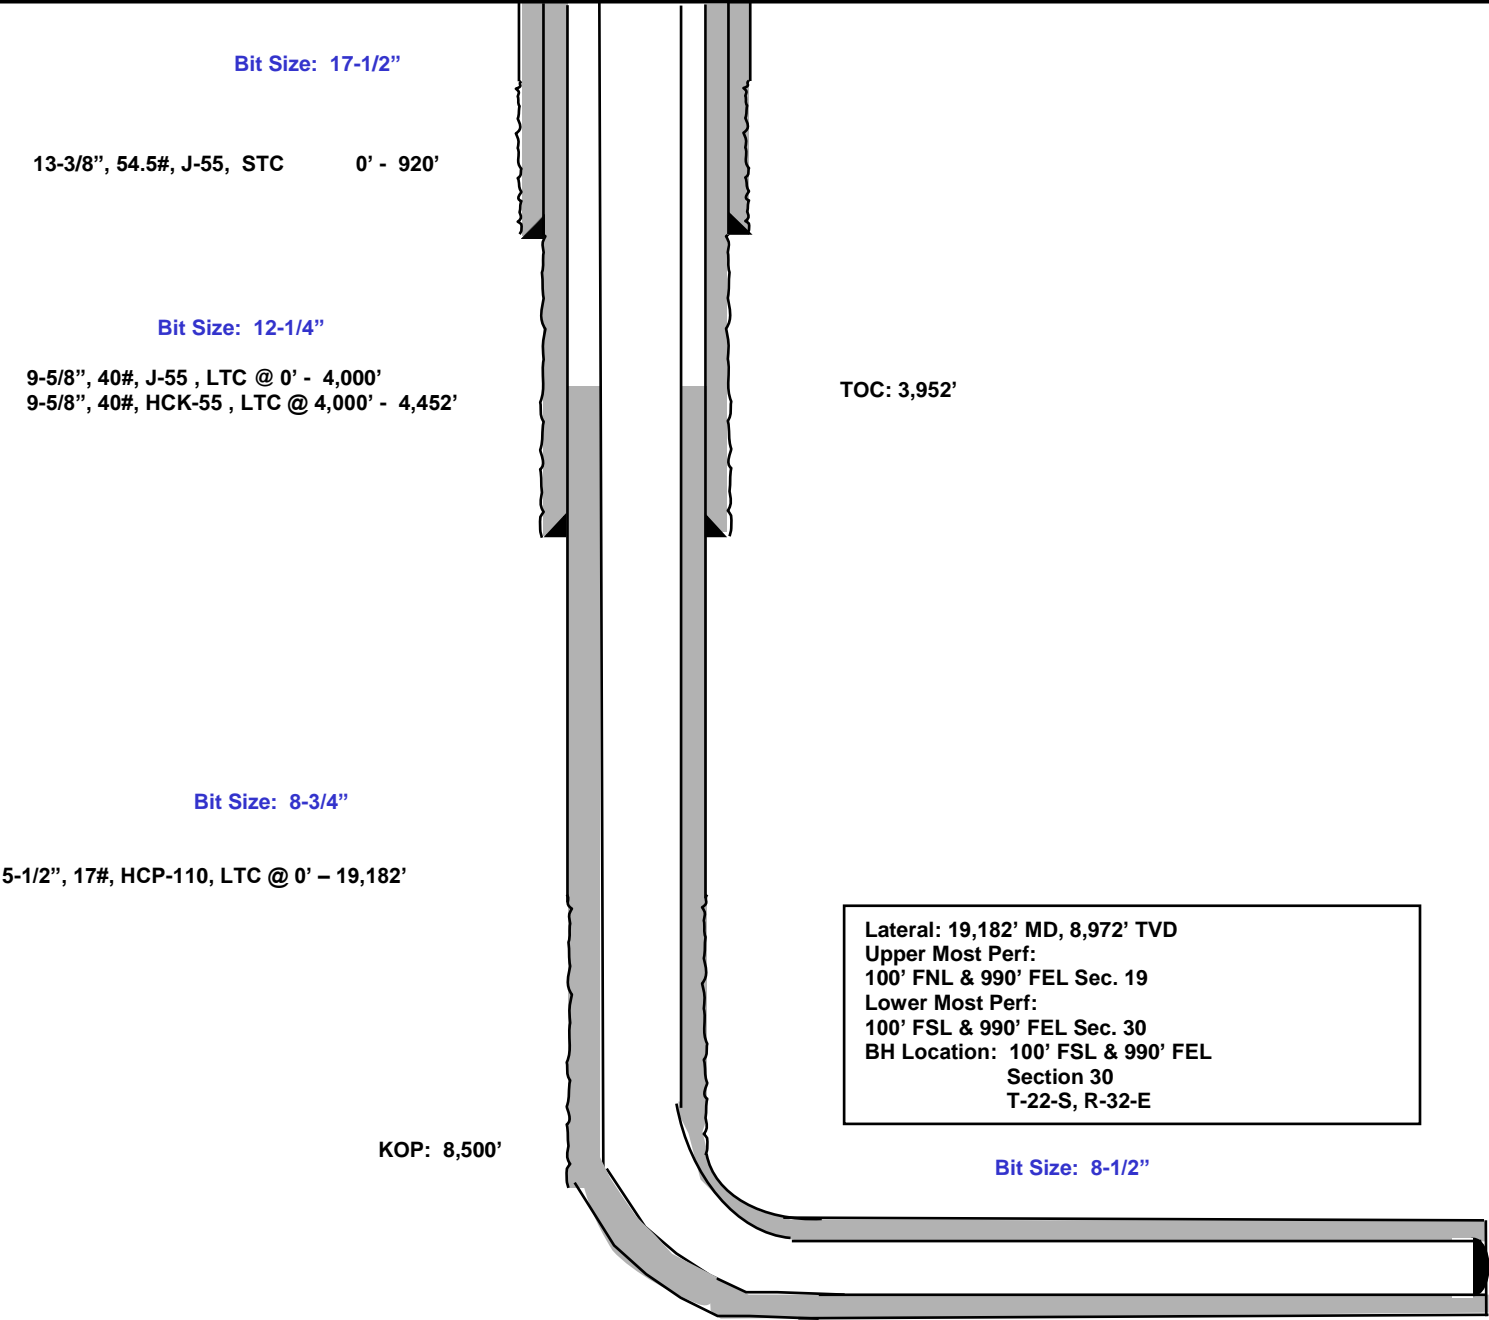 Bit Size: 17-1/2”
13-3/8”, 54.5#, J-55, STC 0’ - 920’
Bit Size: 12-1/4”
9-5/8”, 40#, J-55 , LTC @ 0’ - 4,000’
9-5/8”, 40#, HCK-55 , LTC @ 4,000’ - 4,452’
TOC: 3,952’
Bit Size: 8-3/4”
5-1/2”, 17#, HCP-110, LTC @ 0’ – 19,182’
Lateral: 19,182’ MD, 8,972’ TVD
Upper Most Perf:
100’ FNL & 990’ FEL Sec. 19
Lower Most Perf:
100’ FSL & 990’ FEL Sec. 30
BH Location: 100’ FSL & 990’ FEL
Section 30
T-22-S, R-32-E
KOP: 8,500’
Bit Size: 8-1/2”